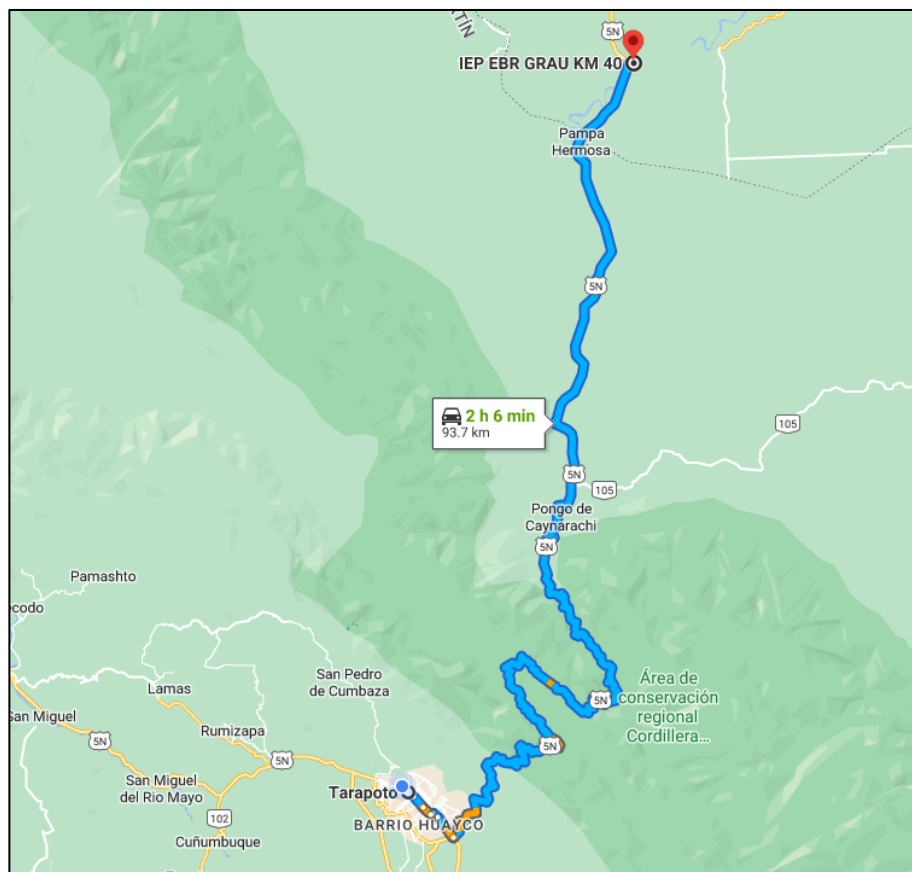 TÍN
5N
IEP EBR GRAU KM 40
Pampa
Hermosa
5N
2 h 6 min
93.7 km
105
5N
105
Pongo de
Caynarachi
5N
Pamashto
ecodo
San Pedro
de Cumbaza
Área de
conservación
regional
Cordillera...
5N
Lamas
San Miguel
Rumizapa
5N
5N
5N
San Miguel
del Rio Mayo
Tarapoto
102
BARRIO HUAYCO
Cuñumbuque